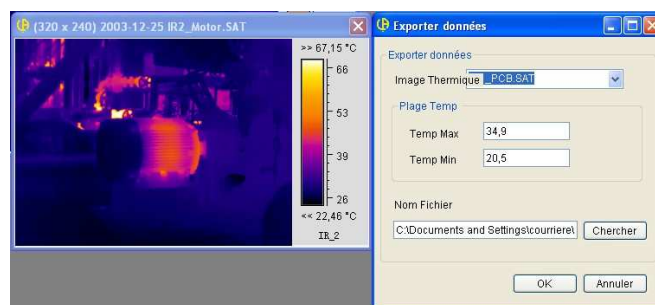 (320 x 240) 2003-12-25 IR2_Motor.SAT
>> 67,15 °C
66
53
39
26
<< 22,46 °C
IR_2
Exporter données
Exporter données
Image Thermique _PCB.SAT
Plage Temp
Temp Max 34,9
Temp Min 20,5
Nom Fichier
C:\Documents and Settings\courriere\ Chercher
OK Annuler